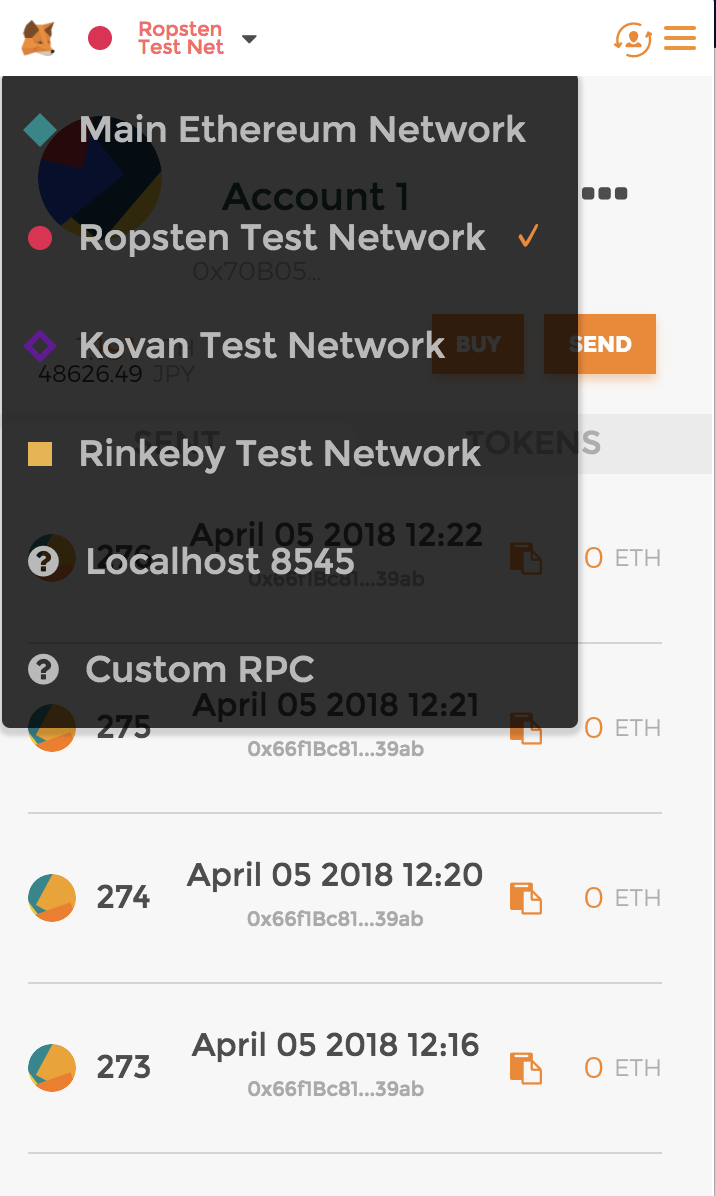 Ropsten
Test Net
Main Ethereum Network
Account 1
Ropsten Test Network
0x70B05...
Kovan Test Network
BUY
SEND
48626.49 JPY
SENT
TOKENS
Rinkeby Test Network
April 05 2018 12:22
276
Localhost 8545
0 ETH
0x66f1Bc81...39ab
Custom RPC
April 05 2018 12:21
275
0 ETH
0x66f1Bc81...39ab
April 05 2018 12:20
274
0 ETH
0x66f1Bc81...39ab
April 05 2018 12:16
273
0 ETH
0x66f1Bc81...39ab